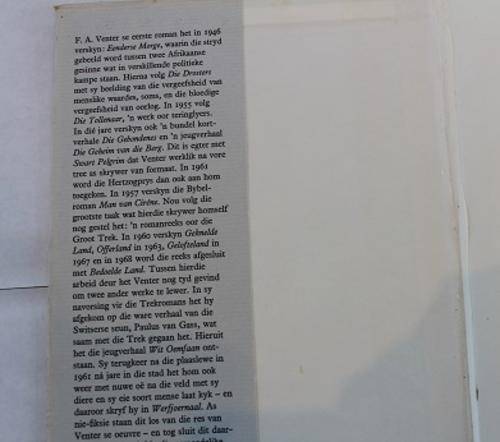 F. A. Venter se eerste roman het in 1946
verskyn: Eenderse Morge, waarin die stryd
gebeeld word tussen twee Afrikaanse
gesinne wat in verskillende politieke
kampe staan. Hierna volg Die Drosters
met sy beelding van die vergeefsheid van
menslike waardes, soms, en die bloedige
vergeefsheid van oorlog. In 1955 volg
Die Tollenaar, 'n werk oor teringlyers.
In dié jare verskyn ook 'n bundel kort-
verhale Die Gebondenes en 'n jeugverhaal
Die Geheim van die Berg. Dit is egter met
Swart Pelgrim dat Venter werklik na vore
tree as skrywer van formaat. In 1961
word die Hertzogprys dan ook aan hom
toegeken. In 1957 verskyn die Bybel-
roman Man van Ciréne. Nou volg die
grootste taak wat hierdie skrywer homself
nog gestel het: 'n romanreeks oor die
Groot Trek. In 1960 verskyn Geknelde
Land, Offerland in 1963, Gelofteland in
1967 en in 1968 word die reeks afgesluit
met Bedoelde Land. Tussen hierdie
arbeid deur het Venter nog tyd gevind
om twee ander werke te lewer. In sy
navorsing vir die Trekromans het hy
afgekom op die ware verhaal van die
Switserse seun, Paulus van Gass, wat
saam met die Trek gegaan het. Hieruit
het die jeugverhaal Wit Oemfaan ont-
staan. Sy terugkeer na die plaaslewe in
1961 ná jare in die stad het hom ook
weer met nuwe oë na die veld met sy
diere en sy eie soort mense laat kyk – en
daaroor skryf hy in Werfjoernaal. As
nie-fiksie staan dit los van die res van
Venter se oeuvre – en tog sluit dit daar-